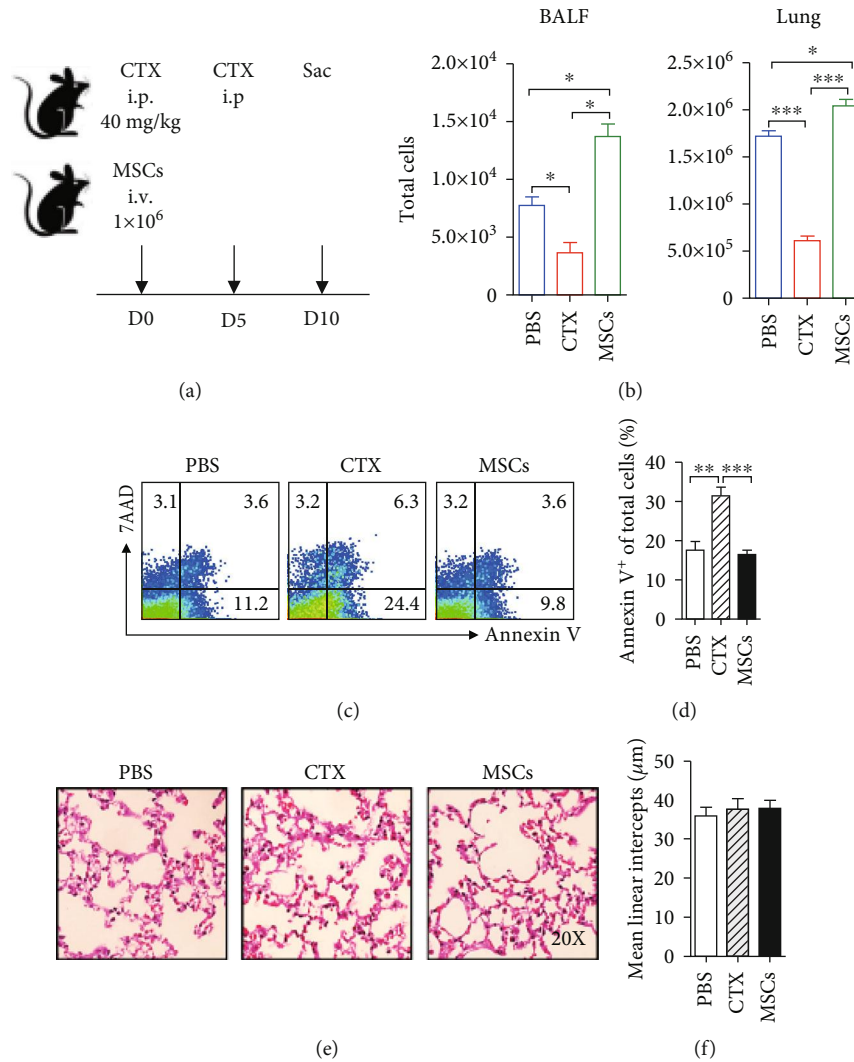 CTX
i.p.
40 mg/kg
CTX
i.p
Sac
MSCs
i.v.
1×10⁶
D0
D5
D10
(a)
BALF
Total cells
2.0×10⁴
1.5×10⁴
1.0×10⁴
5.0×10³
0
*
*
*
PBS
CTX
MSCs
Lung
2.5×10⁶
2.0×10⁶
1.6×10⁶
1.0×10⁶
5.0×10⁵
0
*
***
***
PBS
CTX
MSCs
(b)
PBS
CTX
MSCs
7AAD
3.1
3.6
11.2
3.2
6.3
24.4
3.2
3.6
9.8
Annexin V
(c)
Annexin V⁺ of total cells (%)
40
30
20
10
0
**
***
PBS
CTX
MSCs
(d)
PBS
CTX
MSCs
20X
(e)
Mean linear intercepts (μm)
50
40
30
20
10
0
PBS
CTX
MSCs
(f)